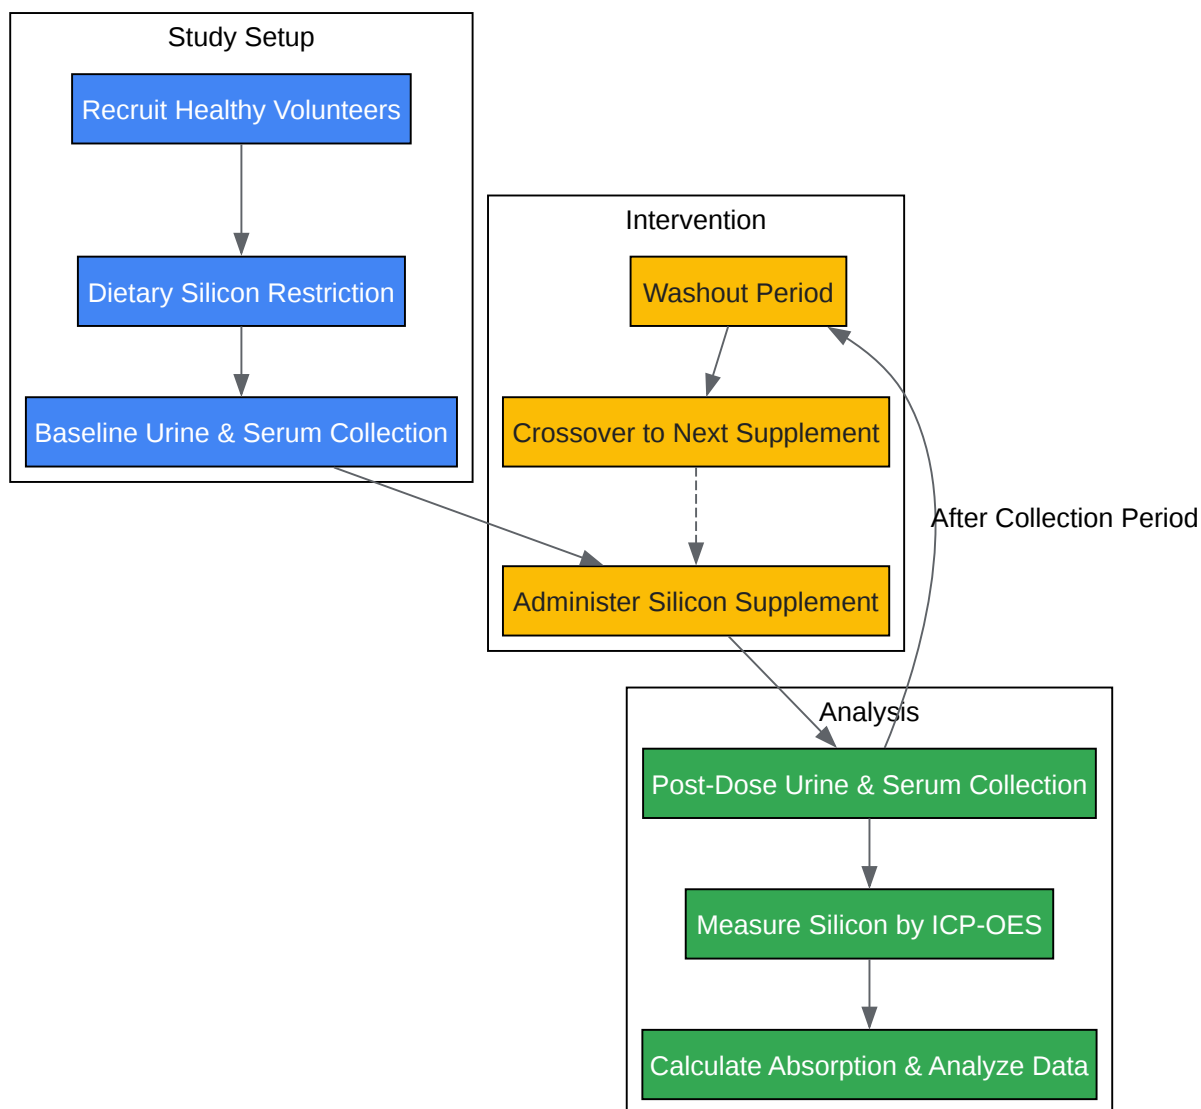 Study Setup
Recruit Healthy Volunteers
Dietary Silicon Restriction
Baseline Urine & Serum Collection
Intervention
Washout Period
Crossover to Next Supplement
Administer Silicon Supplement
After Collection Period
Analysis
Post-Dose Urine & Serum Collection
Measure Silicon by ICP-OES
Calculate Absorption & Analyze Data